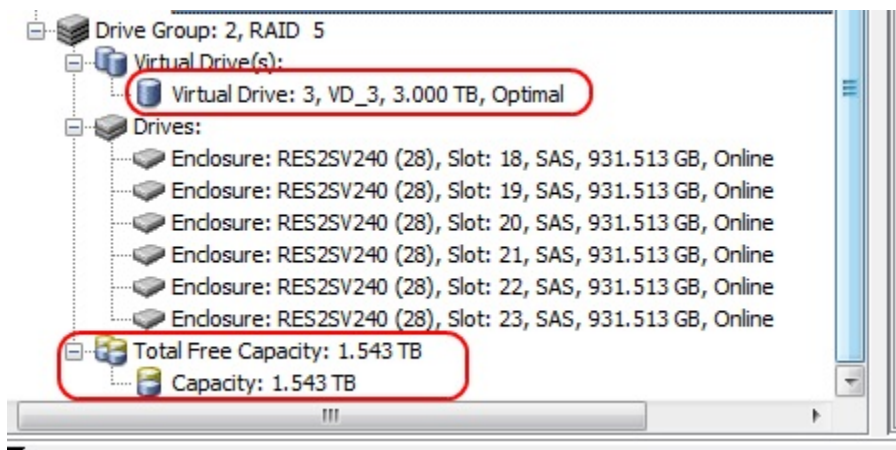 Drive Group: 2, RAID 5
Virtual Drive(s):
Virtual Drive: 3, VD_3, 3.000 TB, Optimal
Drives:
Enclosure: RES2SV240 (28), Slot: 18, SAS, 931.513 GB, Online
Enclosure: RES2SV240 (28), Slot: 19, SAS, 931.513 GB, Online
Enclosure: RES2SV240 (28), Slot: 20, SAS, 931.513 GB, Online
Enclosure: RES2SV240 (28), Slot: 21, SAS, 931.513 GB, Online
Enclosure: RES2SV240 (28), Slot: 22, SAS, 931.513 GB, Online
Enclosure: RES2SV240 (28), Slot: 23, SAS, 931.513 GB, Online
Total Free Capacity: 1.543 TB
Capacity: 1.543 TB